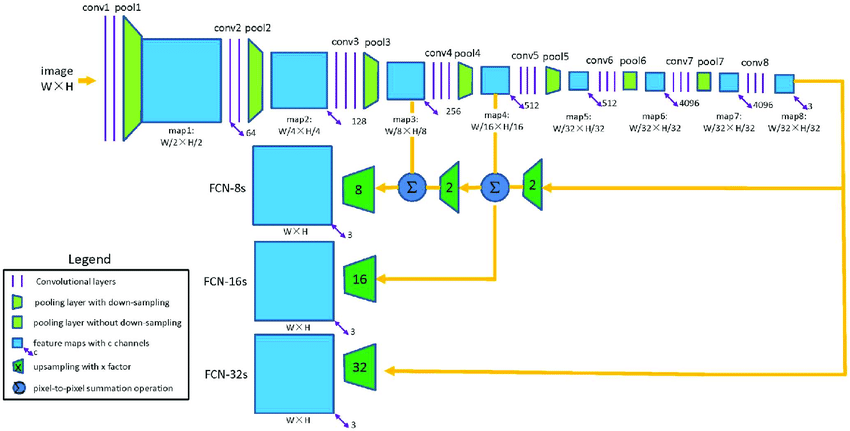 conv1 pool1
conv2 pool2
conv3 pool3
conv4 pool4
conv5 pool5
conv6 pool6
conv7 pool7
conv8
image
W×H
64
128
256
512
512
4096
4096
3
map1:
W/2×H/2
map2:
W/4×H/4
map3:
W/8×H/8
map4:
W/16×H/16
map5:
W/32×H/32
map6:
W/32×H/32
map7:
W/32×H/32
map8:
W/32×H/32
FCN-8s
8
Σ
2
Σ
2
W×H
3
FCN-16s
16
W×H
3
FCN-32s
32
W×H
3
Legend
Convolutional layers
pooling layer with down-sampling
pooling layer without down-sampling
feature maps with c channels
c
X
upsampling with x factor
Σ
pixel-to-pixel summation operation